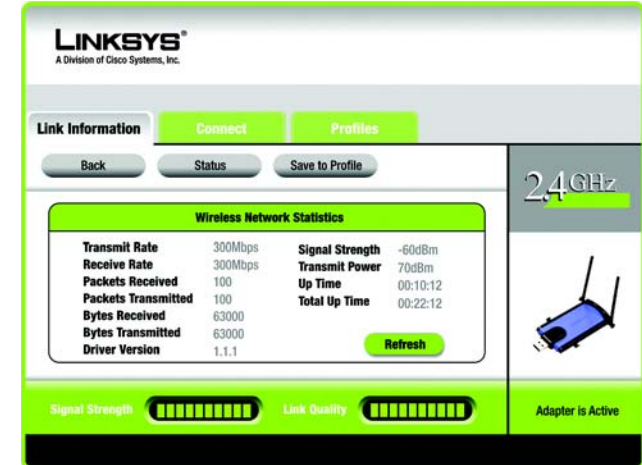 LINKSYS®
A Division of Cisco Systems, Inc.
Link Information Connect Profiles
Back Status Save to Profile
2.4GHz
Wireless Network Statistics
Transmit Rate 300Mbps Signal Strength -60dBm
Receive Rate 300Mbps Transmit Power 70dBm
Packets Received 100 Up Time 00:10:12
Packets Transmitted 100 Total Up Time 00:22:12
Bytes Received 63000
Bytes Transmitted 63000
Driver Version 1.1.1
Refresh
Signal Strength Link Quality Adapter is Active